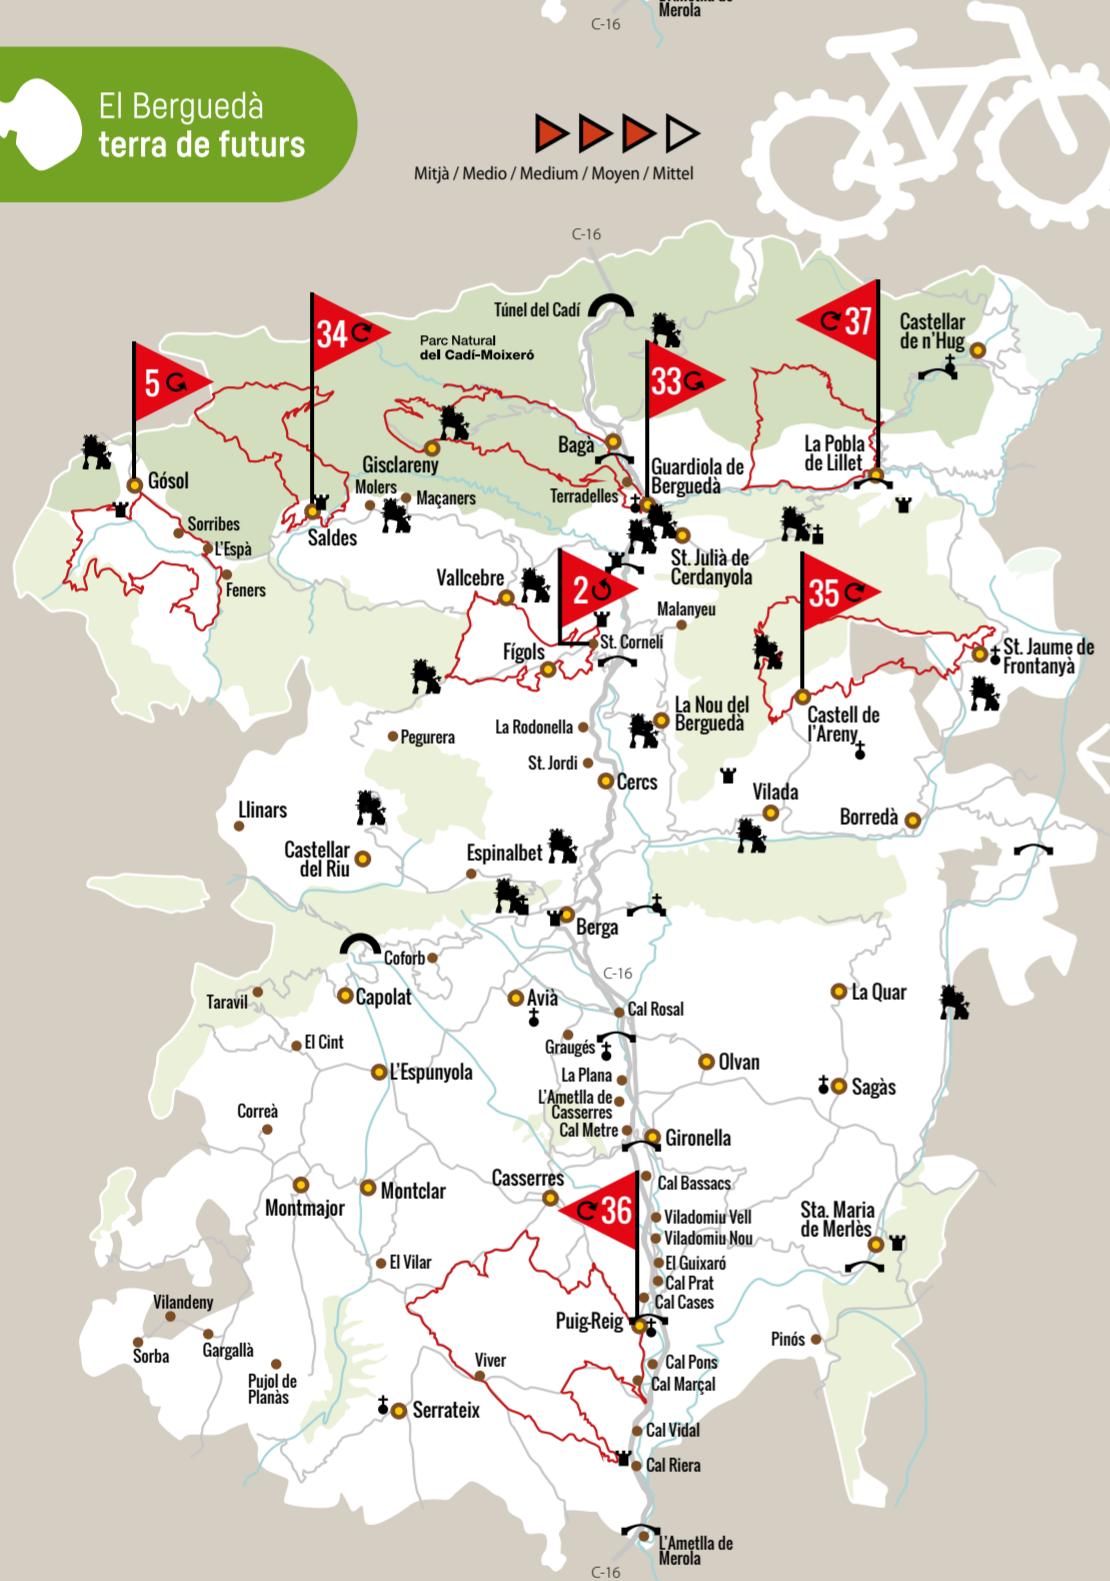 Merola
C-16
El Berguedà
terra de futurs
Mitjà / Medio / Medium / Moyen / Mittel
C-16
Túnel del Cadí
34
Parc Natural
del Cadí-Moixeró
37
Castellar
de n'Hug
5
33
Bagà
La Pobla
de Lillet
Gisclareny
Guardiola de
Berguedà
Gósol
Molers
Maçaners
Terradelles
Sorribes
Saldes
L'Espà
St. Julià de
Cerdanyola
Feners
Vallcebre
2
35
Malanyeu
Fígols
St. Corneli
St. Jaume de
Frontanyà
La Nou del
Berguedà
Castell de
l'Areny
La Rodonella
Pegurera
St. Jordi
Cercs
Vilada
Llinars
Borredà
Castellar
del Riu
Espinalbet
Berga
Coforb
C-16
Taravil
Capolat
Avià
La Quar
Cal Rosal
El Cint
Graugés
Olvan
L'Espunyola
La Plana
Sagàs
L'Ametlla de
Casserres
Correà
Cal Metre
Gironella
Casserres
Cal Bassacs
Montclar
Montmajor
36
Sta. Maria
de Merlès
Viladomiu Vell
Viladomiu Nou
El Vilar
El Guixaró
Cal Prat
Vilandeny
Cal Cases
Puig-Reig
Pinós
Sorba
Gargallà
Viver
Cal Pons
Pujol de
Planàs
Cal Marçal
Serrateix
Cal Vidal
Cal Riera
L'Ametlla de
Merola
C-16